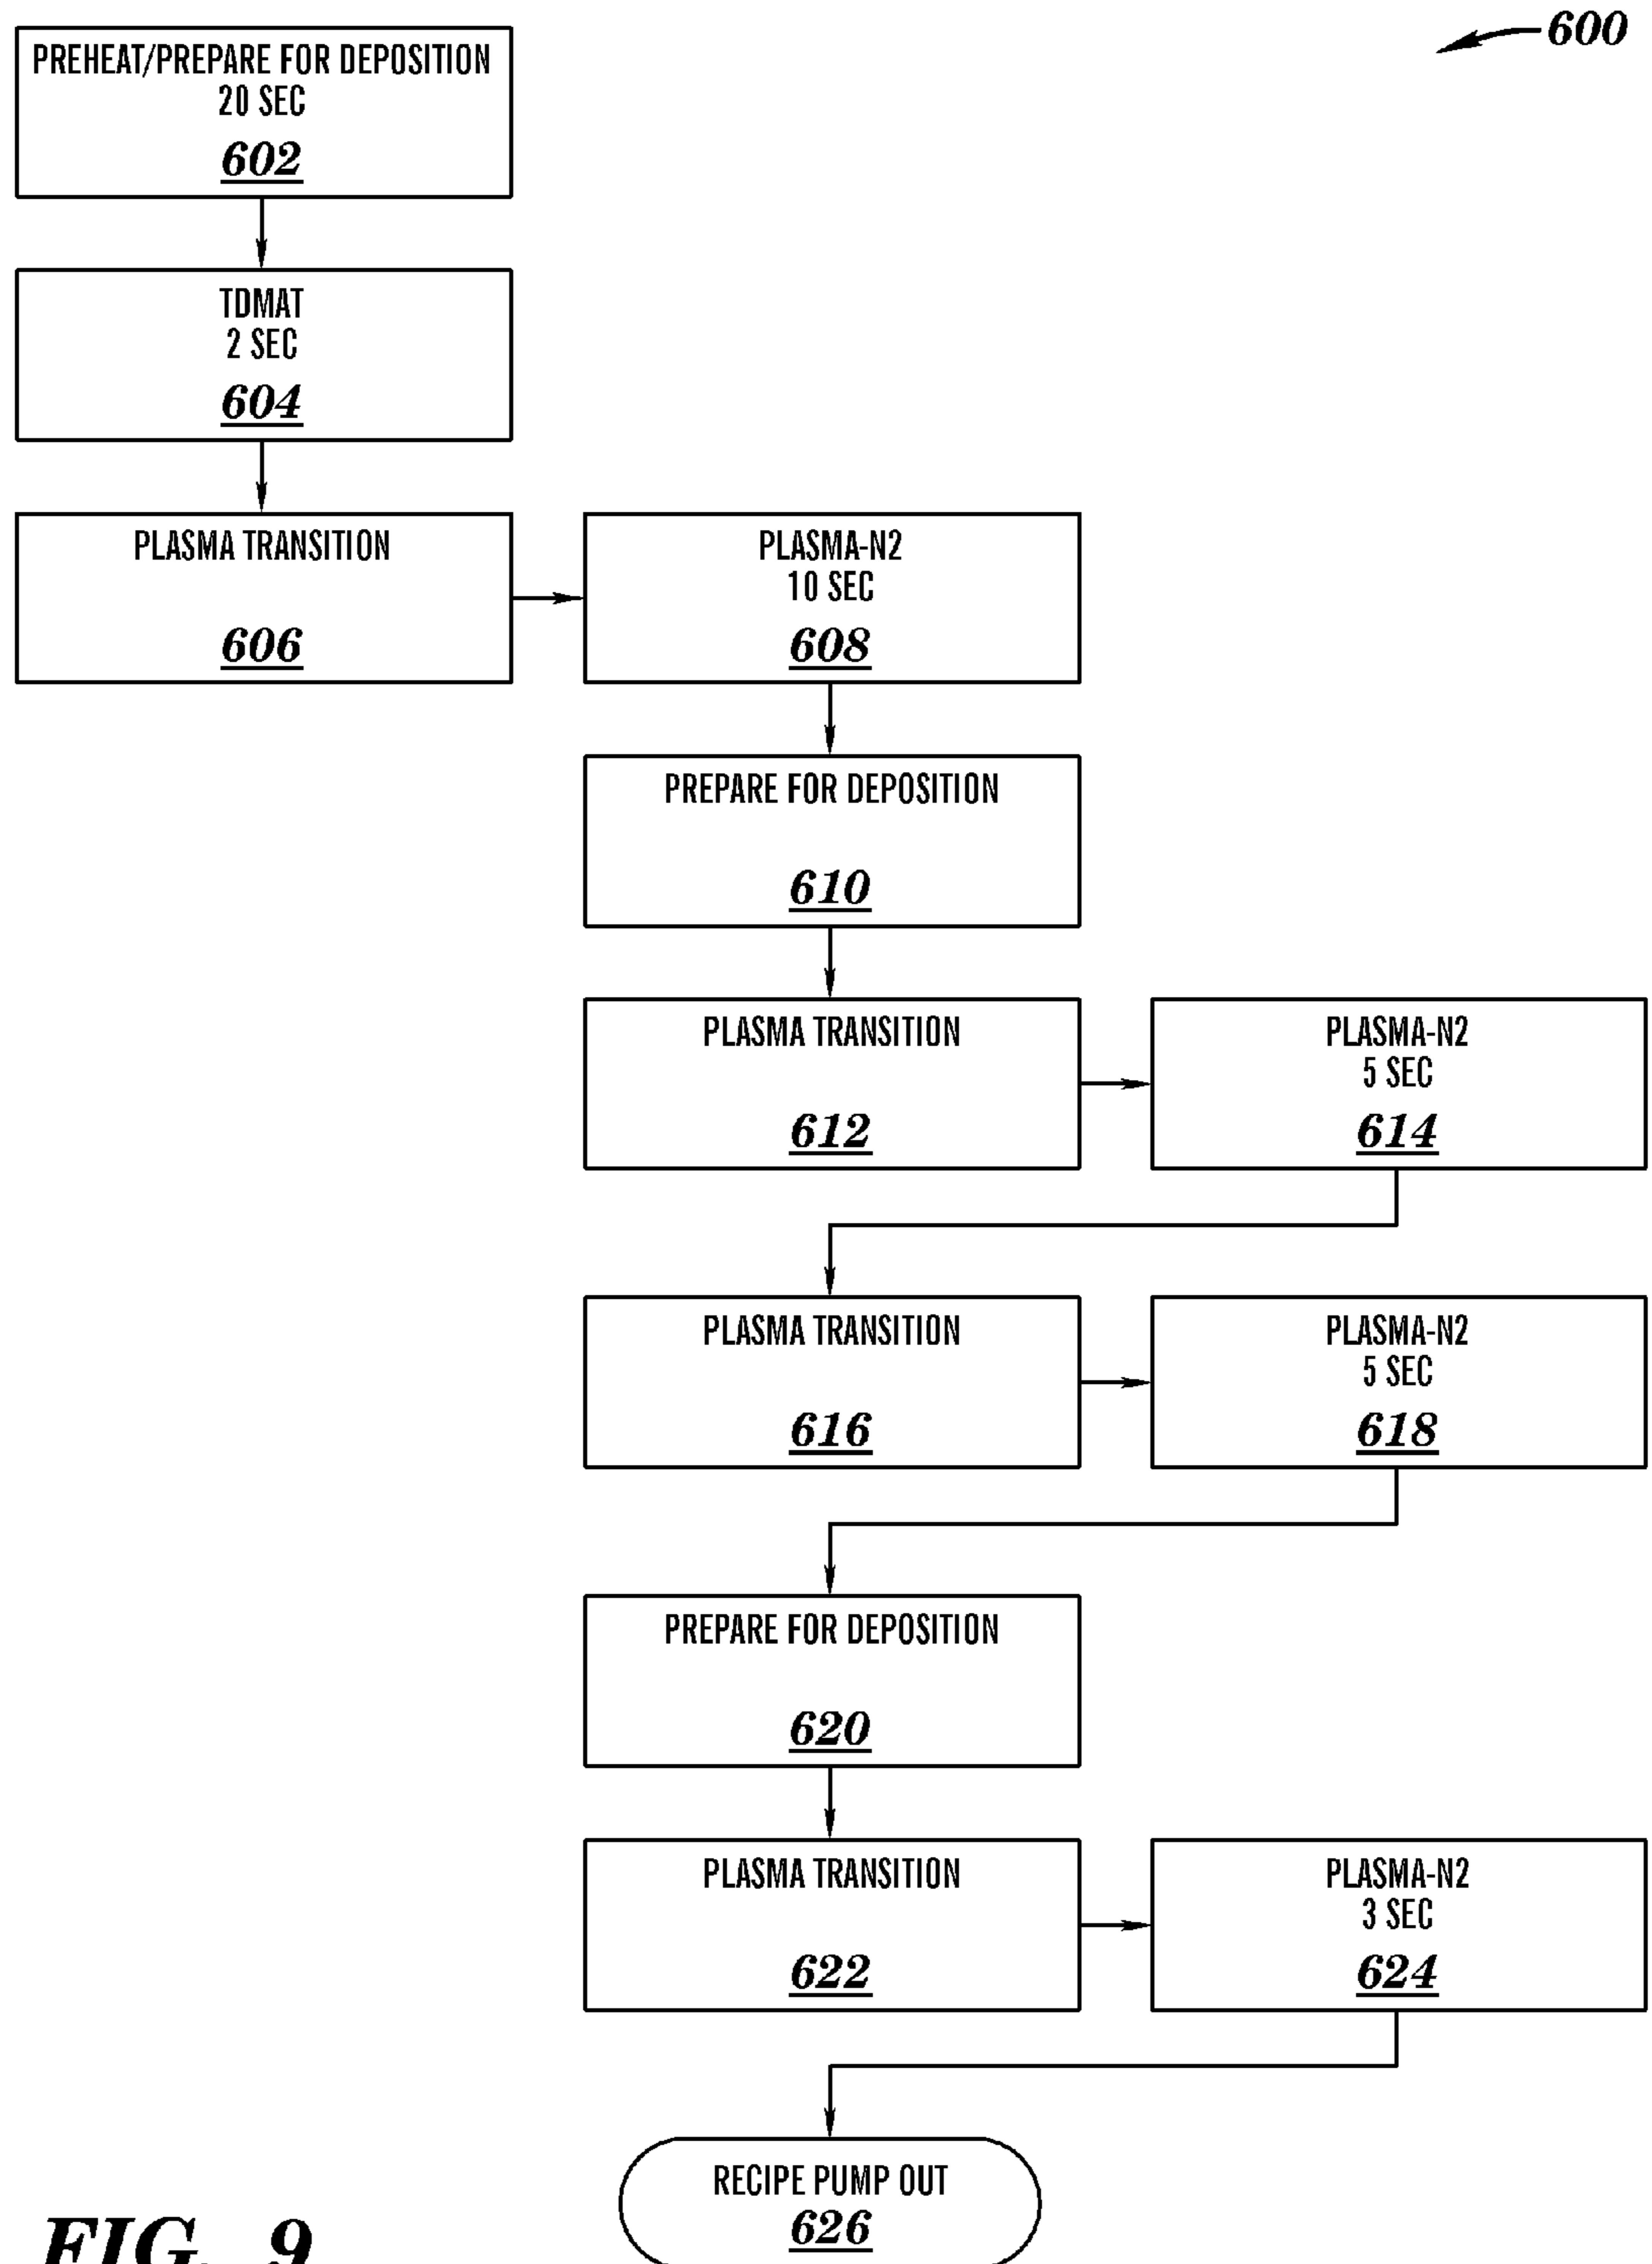 600
PREHEAT/PREPARE FOR DEPOSITION
20 SEC
602
TDMAT
2 SEC
604
PLASMA TRANSITION
606
PLASMA-N2
10 SEC
608
PREPARE FOR DEPOSITION
610
PLASMA TRANSITION
612
PLASMA-N2
5 SEC
614
PLASMA TRANSITION
616
PLASMA-N2
5 SEC
618
PREPARE FOR DEPOSITION
620
PLASMA TRANSITION
622
PLASMA-N2
3 SEC
624
RECIPE PUMP OUT
626
FIG. 9